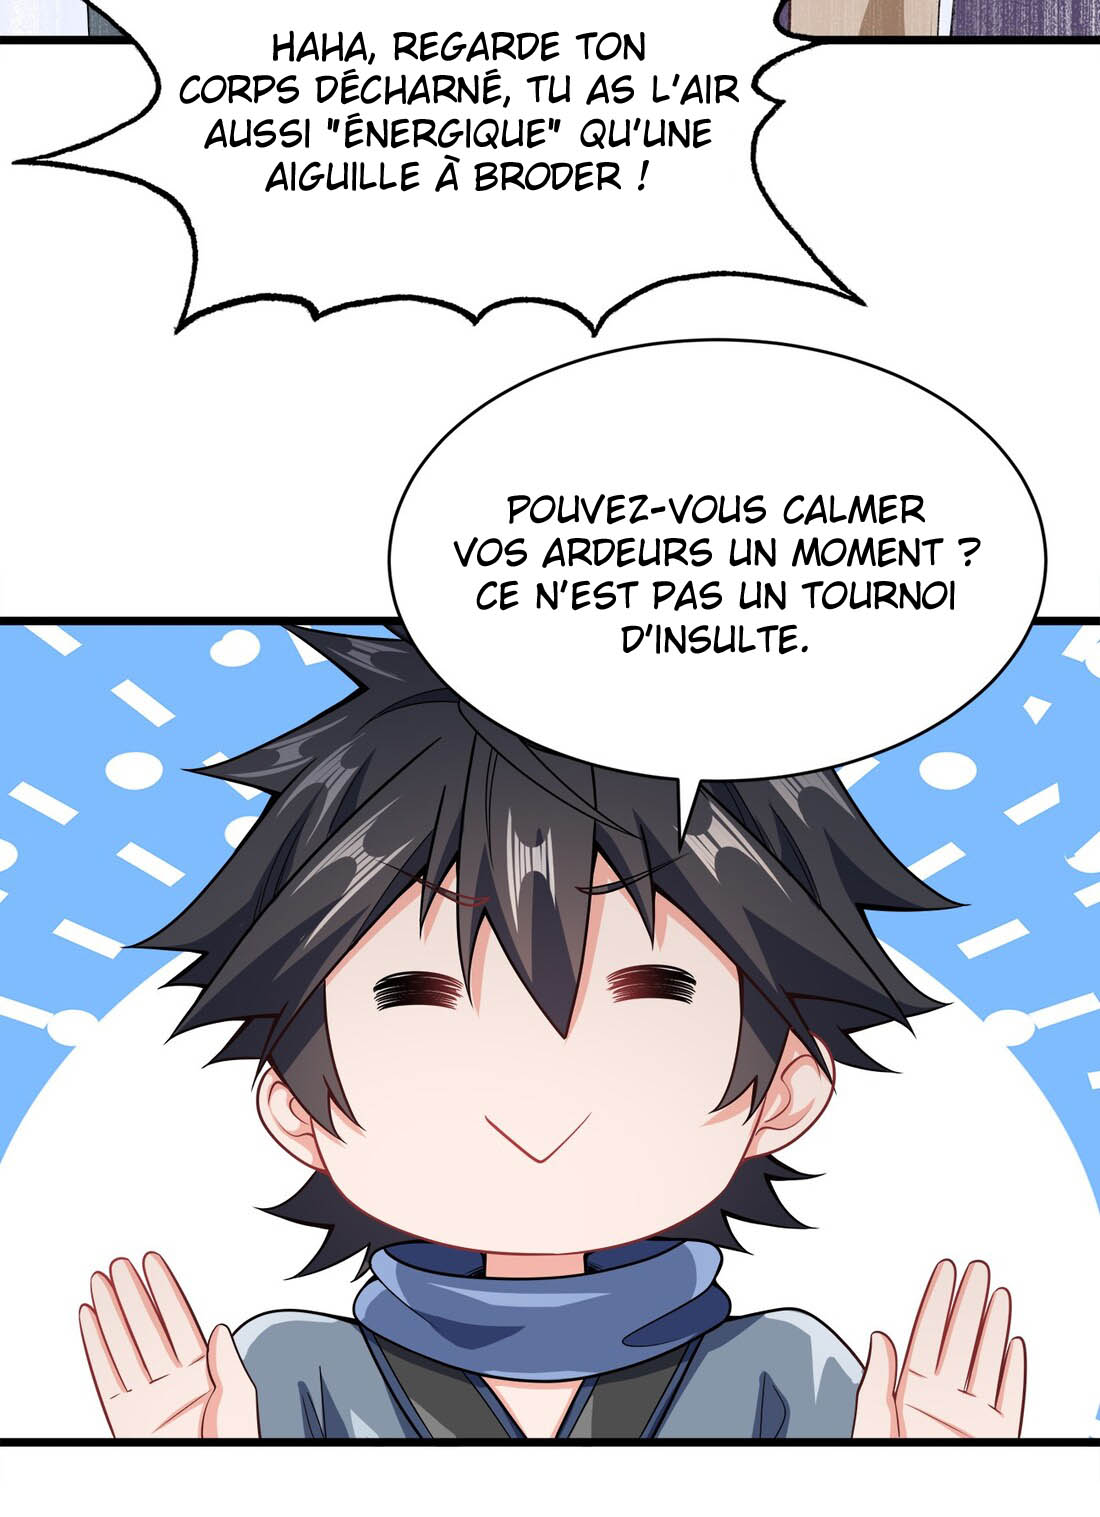 HAHA, REGARDE TON
CORPS DÉCHARNÉ, TU AS L'AIR
AUSSI "ÉNERGIQUE" QU'UNE
AIGUILLE À BRODER !
POUVEZ-VOUS CALMER
VOS ARDEURS UN MOMENT ?
CE N'EST PAS UN TOURNOI
D'INSULTE.